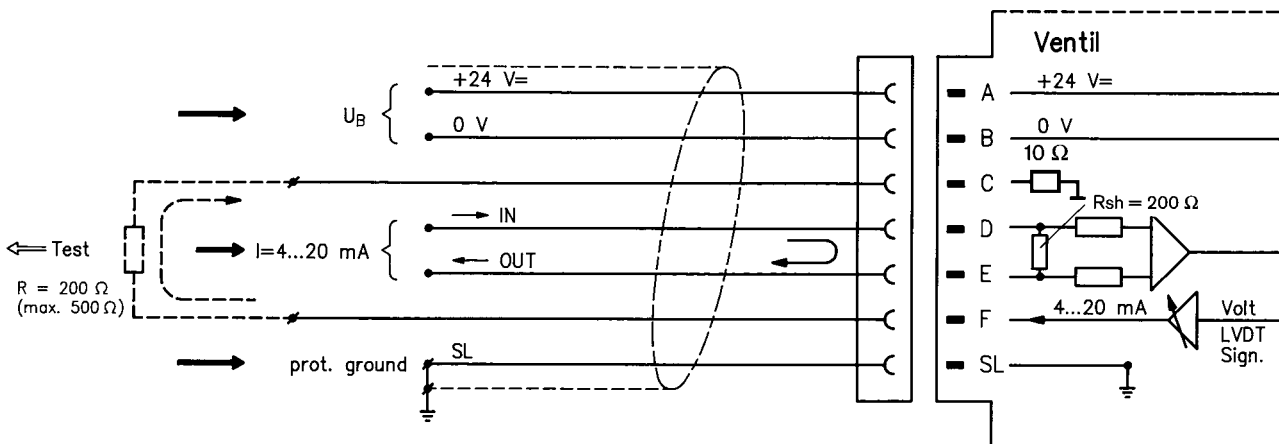 Ventil
+24 V=
A
+24 V=
U_B
0 V
B
0 V
10 Ω
C
Rsh = 200 Ω
IN
D
Test
I=4...20 mA
OUT
E
R = 200 Ω
(max. 500 Ω)
F
4...20 mA
Volt
LVDT
Sign.
prot. ground
SL
SL